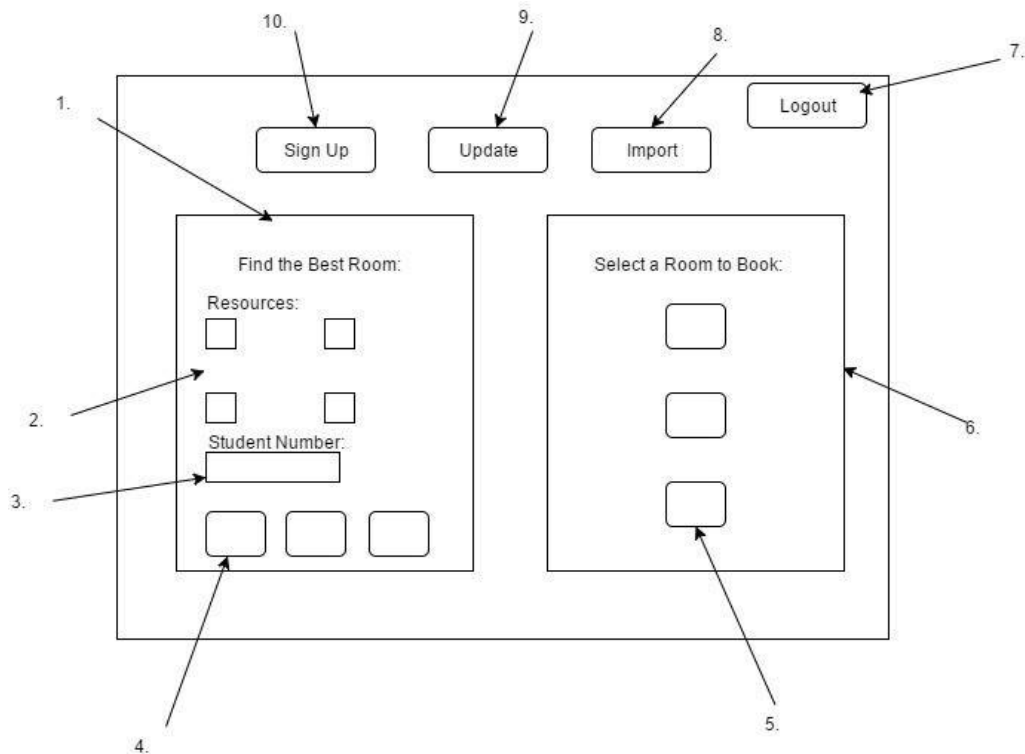 10.
9.
8.
7.
Logout
1.
Sign Up
Update
Import
Find the Best Room:
Resources:
2.
Student Number:
3.
4.
Select a Room to Book:
6.
5.